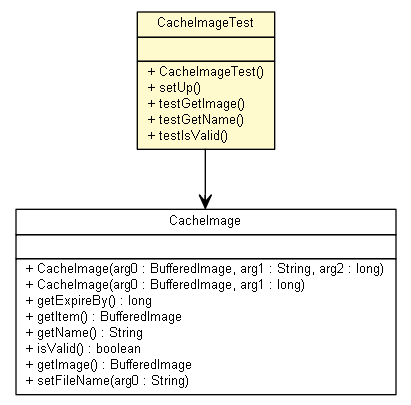 CacheImageTest
+ CacheImageTest()
+ setUp()
+ testGetImage()
+ testGetName()
+ testIsValid()
CacheImage
+ CacheImage(arg0 : BufferedImage, arg1 : String, arg2 : long)
+ CacheImage(arg0 : BufferedImage, arg1 : long)
+ getExpireBy() : long
+ getItem() : BufferedImage
+ getName() : String
+ isValid() : boolean
+ getImage() : BufferedImage
+ setFileName(arg0 : String)